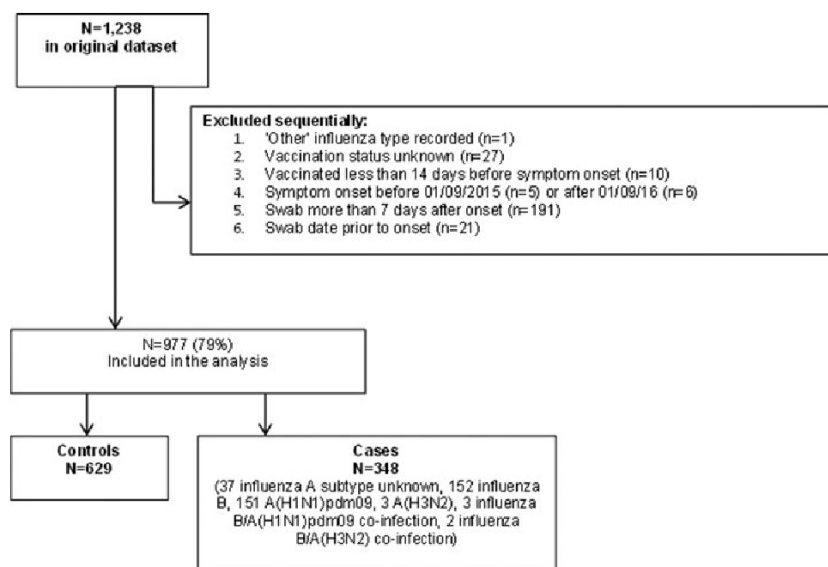 N=1,238
in original dataset
Excluded sequentially:
1. 'Other' influenza type recorded (n=1)
2. Vaccination status unknown (n=27)
3. Vaccinated less than 14 days before symptom onset (n=10)
4. Symptom onset before 01/09/2015 (n=5) or after 01/09/16 (n=6)
5. Swab more than 7 days after onset (n=191)
6. Swab date prior to onset (n=21)
N=977 (79%)
Included in the analysis
Controls
N=629
Cases
N=348
(37 influenza A subtype unknown, 152 influenza
B, 151 A(H1N1)pdm09, 3 A(H3N2), 3 influenza
B/A(H1N1)pdm09 co-infection, 2 influenza
B/A(H3N2) co-infection)